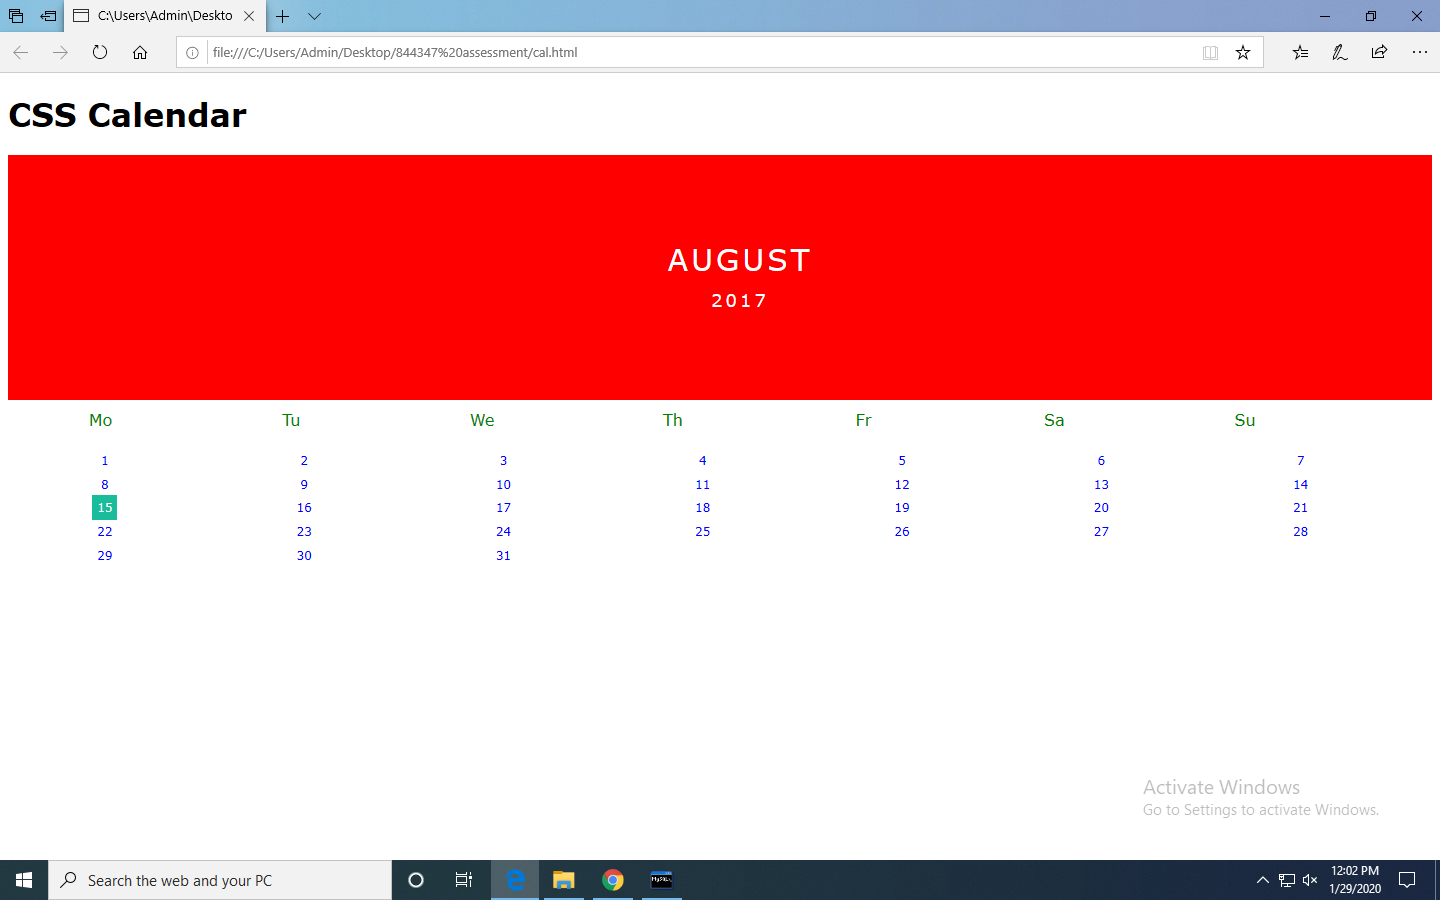 C:\Users\Admin\Deskto
file:///C:/Users/Admin/Desktop/844347%20assessment/cal.html
CSS Calendar
AUGUST
2017
Mo Tu We Th Fr Sa Su
1 2 3 4 5 6 7
8 9 10 11 12 13 14
15 16 17 18 19 20 21
22 23 24 25 26 27 28
29 30 31
Activate Windows
Go to Settings to activate Windows.
Search the web and your PC
MySQL
12:02 PM
1/29/2020